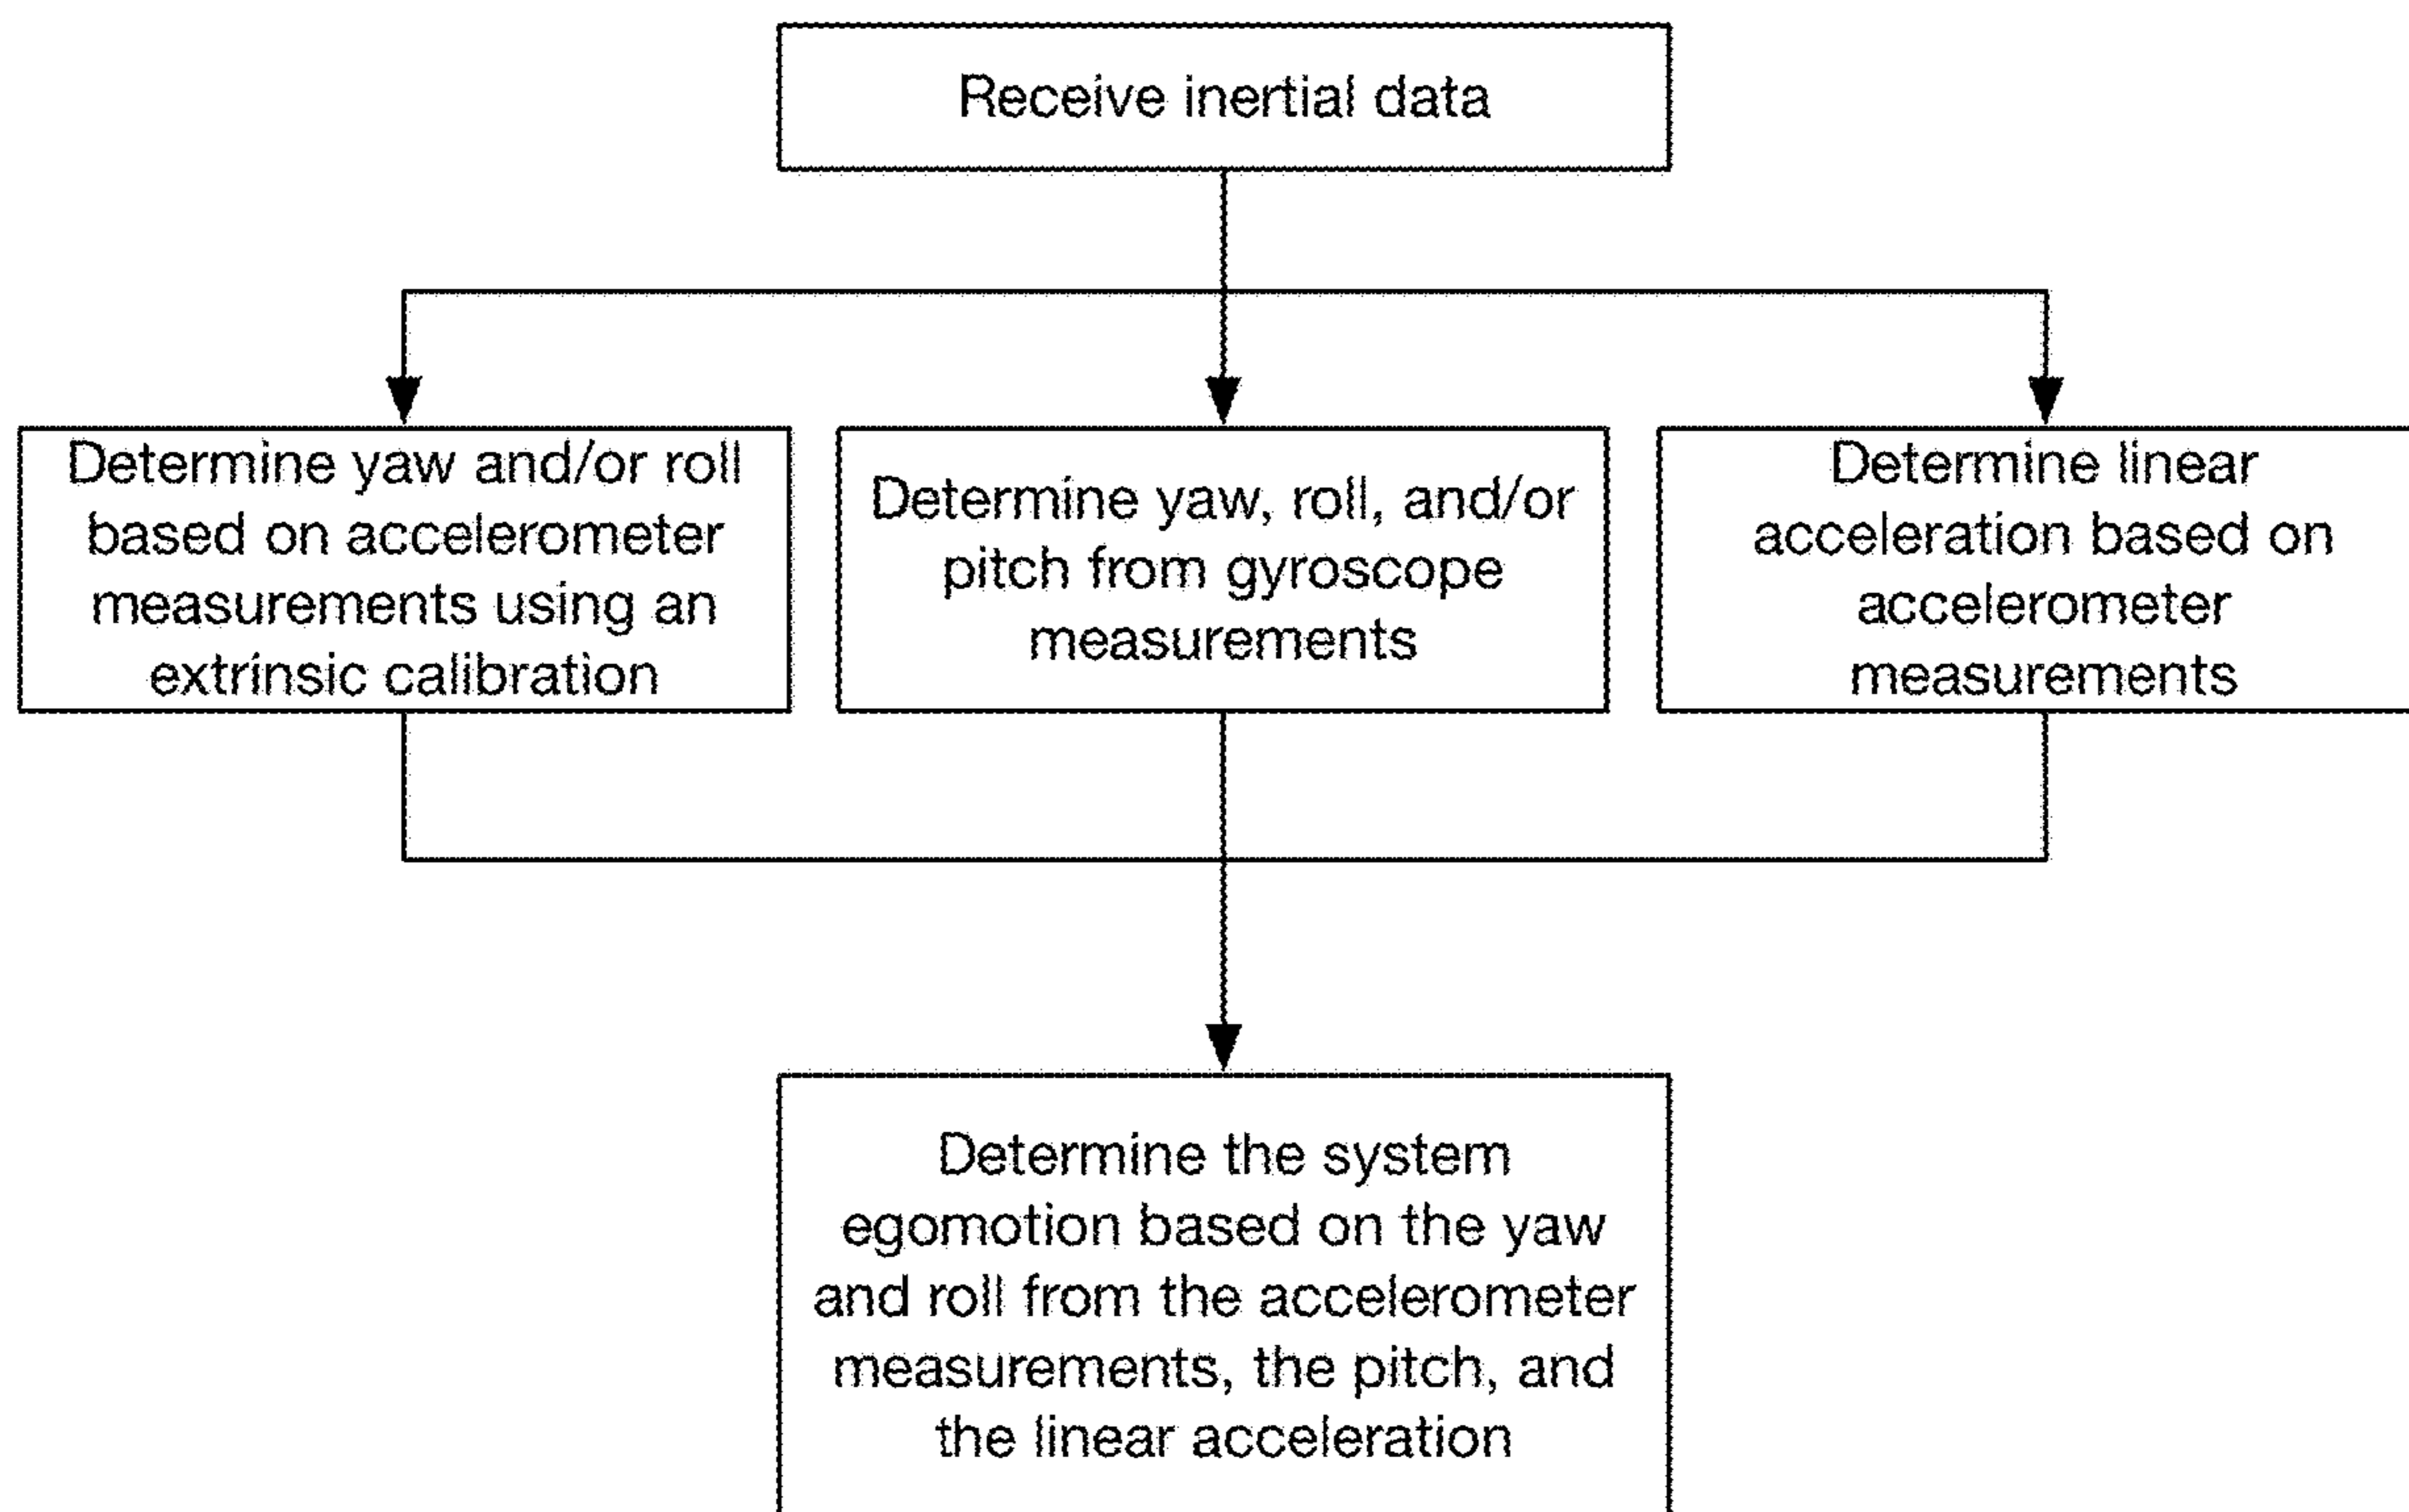 Receive inertial data
Determine yaw and/or roll
based on accelerometer
measurements using an
extrinsic calibration
Determine yaw, roll, and/or
pitch from gyroscope
measurements
Determine linear
acceleration based on
accelerometer
measurements
Determine the system
egomotion based on the yaw
and roll from the accelerometer
measurements, the pitch, and
the linear acceleration